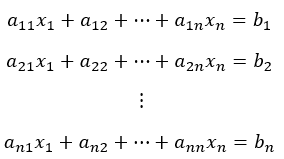 a₁₁x₁ + a₁₂ + ⋯ + a₁ₙxₙ = b₁
a₂₁x₁ + a₂₂ + ⋯ + a₂ₙxₙ = b₂
⋮
aₙ₁x₁ + aₙ₂ + ⋯ + aₙₙxₙ = bₙ